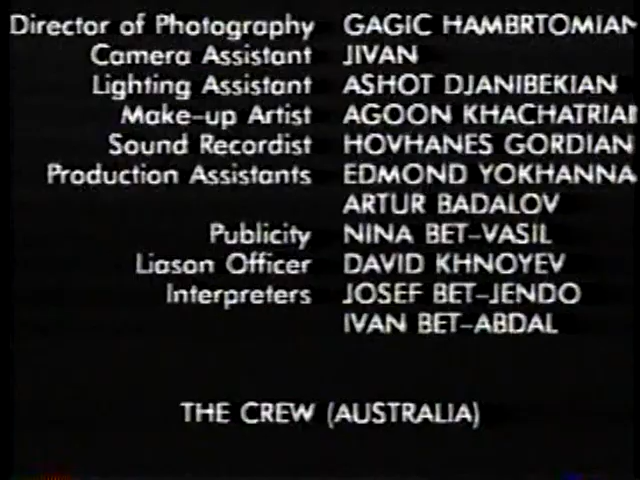 Director of Photography GAGIC HAMBRTOMIAN
Camera Assistant JIVAN
Lighting Assistant ASHOT DJANIBEKIAN
Make-up Artist AGOON KHACHATRIAN
Sound Recordist HOVHANES GORDIAN
Production Assistants EDMOND YOKHANNA
ARTUR BADALOV
Publicity NINA BET-VASIL
Liason Officer DAVID KHNOYEV
Interpreters JOSEF BET-JENDO
IVAN BET-ABDAL
THE CREW (AUSTRALIA)